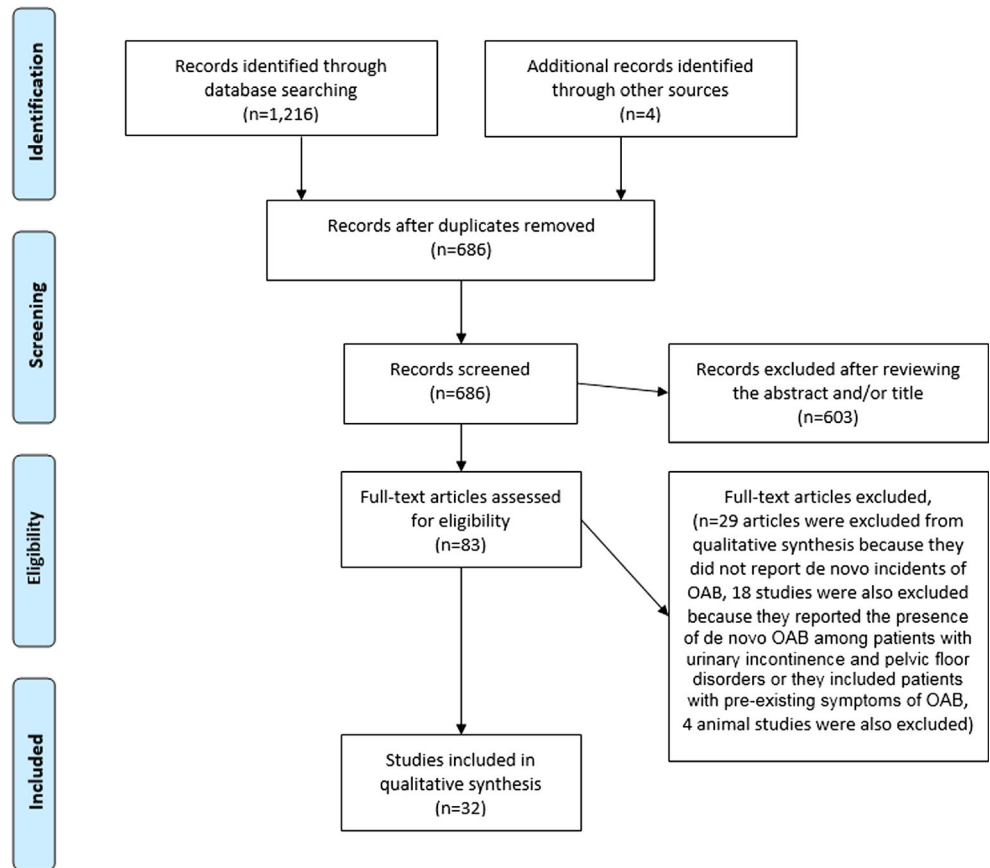 Identification
Records identified through
database searching
(n=1,216)
Additional records identified
through other sources
(n=4)
Records after duplicates removed
(n=686)
Screening
Records screened
(n=686)
Records excluded after reviewing
the abstract and/or title
(n=603)
Eligibility
Full-text articles assessed
for eligibility
(n=83)
Full-text articles excluded,
(n=29 articles were excluded from
qualitative synthesis because they
did not report de novo incidents of
OAB, 18 studies were also excluded
because they reported the presence
of de novo OAB among patients with
urinary incontinence and pelvic floor
disorders or they included patients
with pre-existing symptoms of OAB,
4 animal studies were also excluded)
Included
Studies included in
qualitative synthesis
(n=32)